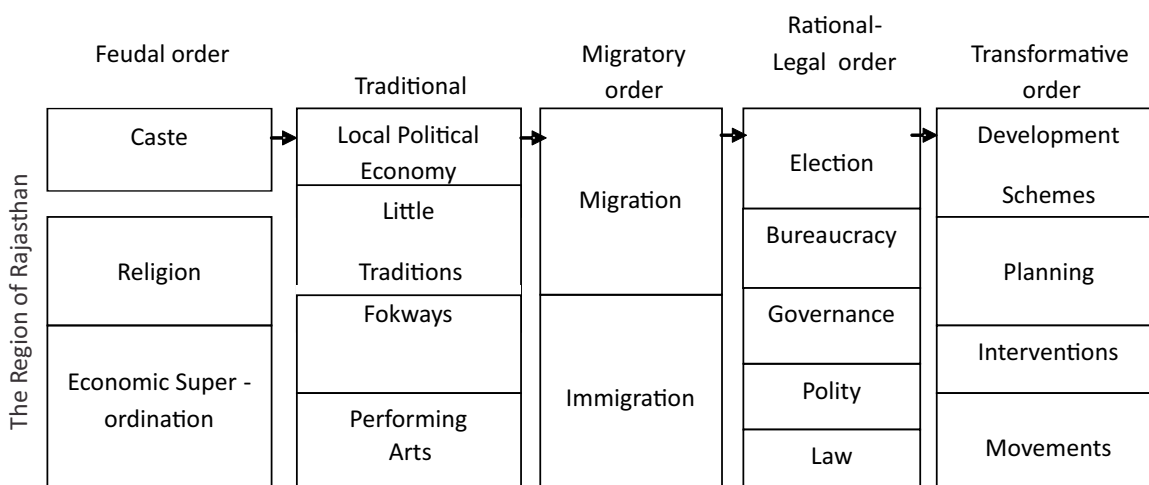 The Region of Rajasthan
Feudal order
Caste
Religion
Economic Super -
ordination
Traditional
Local Political
Economy
Little
Traditions
Fokways
Performing
Arts
Migratory
order
Migration
Immigration
Rational-
Legal order
Election
Bureaucracy
Governance
Polity
Law
Transformative
order
Development
Schemes
Planning
Interventions
Movements